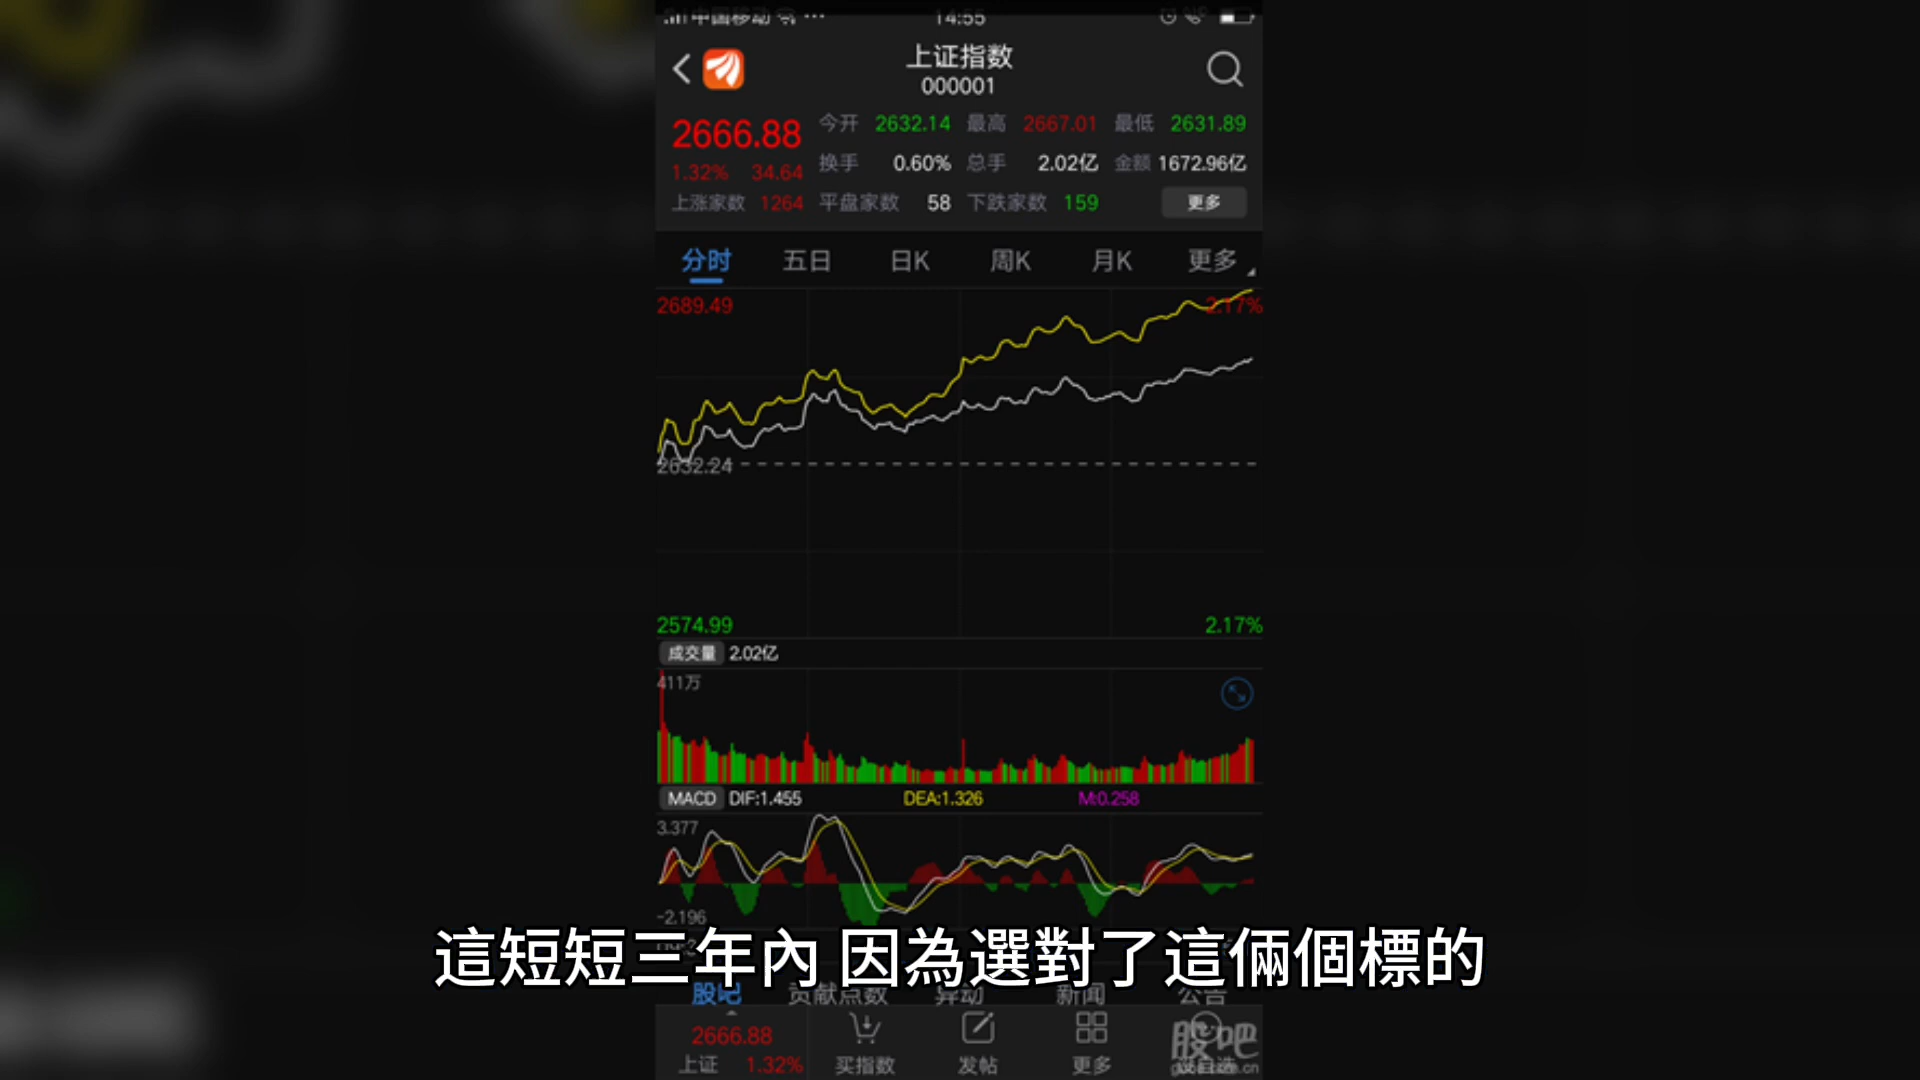 中国移动 ... 14:55
上证指数
000001
2666.88 今开 2632.14 最高 2667.01 最低 2631.89
1.32% 34.64 换手 0.60% 总手 2.02亿 金额 1672.96亿
上涨家数 1264 平盘家数 58 下跌家数 159 更多
分时 五日 日K 周K 月K 更多
2689.49 2.17%
2632.24
2574.99 2.17%
成交量 2.02亿
411万
MACD DIF:1.455 DEA:1.326 M:0.258
3.377
-2.196
這短短三年內 因為選對了這倆個標的
股吧 贡献点数 异动 新闻 公告
2666.88
上证 1.32% 买指数 发帖 更多
股吧